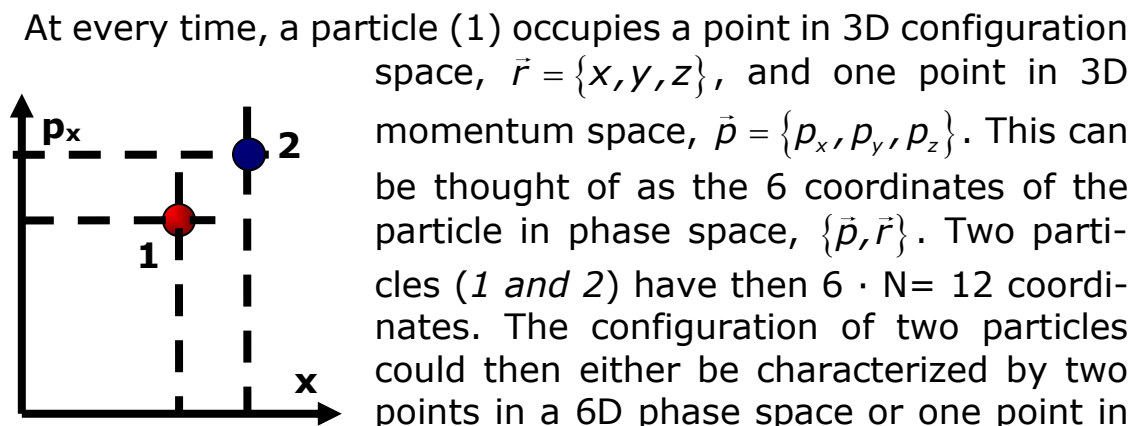 At every time, a particle (1) occupies a point in 3D configuration
space, r⃗ = {x, y, z}, and one point in 3D
momentum space, p⃗ = {pₓ, p_y, p_z}. This can
be thought of as the 6 coordinates of the
particle in phase space, {p⃗, r⃗}. Two parti-
cles (1 and 2) have then 6 · N= 12 coordi-
nates. The configuration of two particles
could then either be characterized by two
points in a 6D phase space or one point in
pₓ
2
1
x